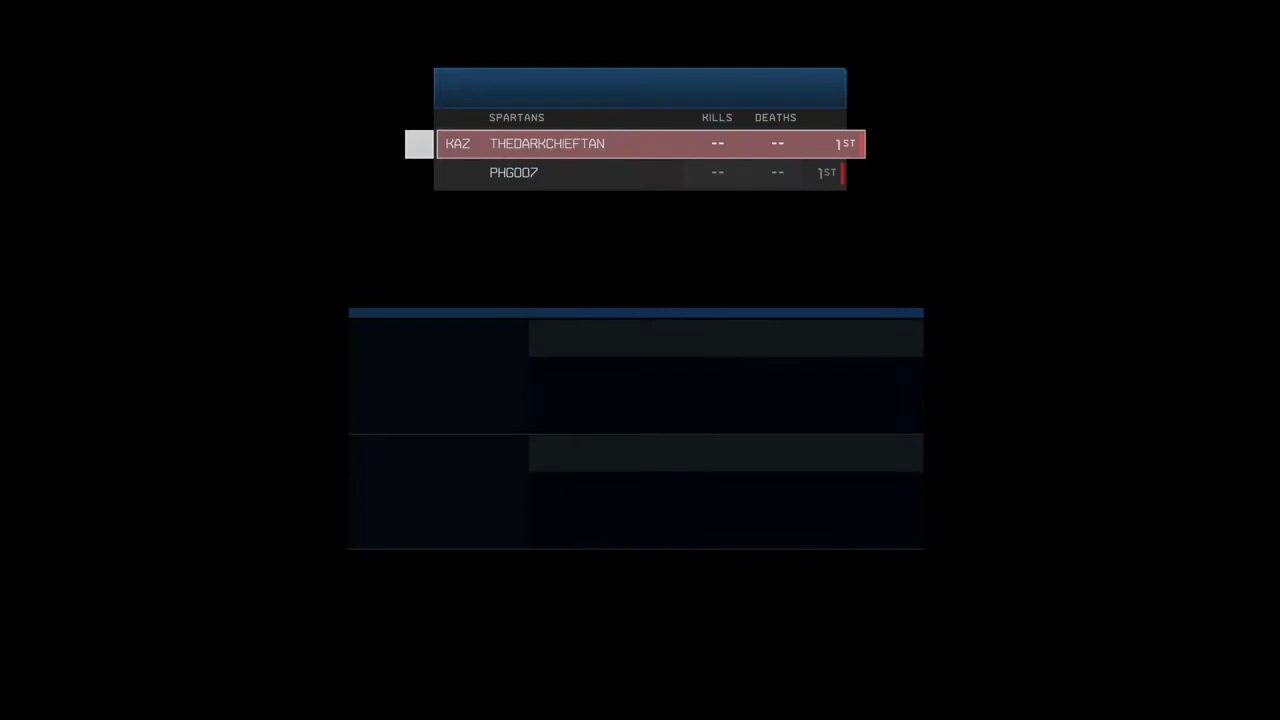 SPARTANS KILLS DEATHS
KAZ THEDARKCHIEFTAN -- -- 1ST
PHG007 -- -- 1ST